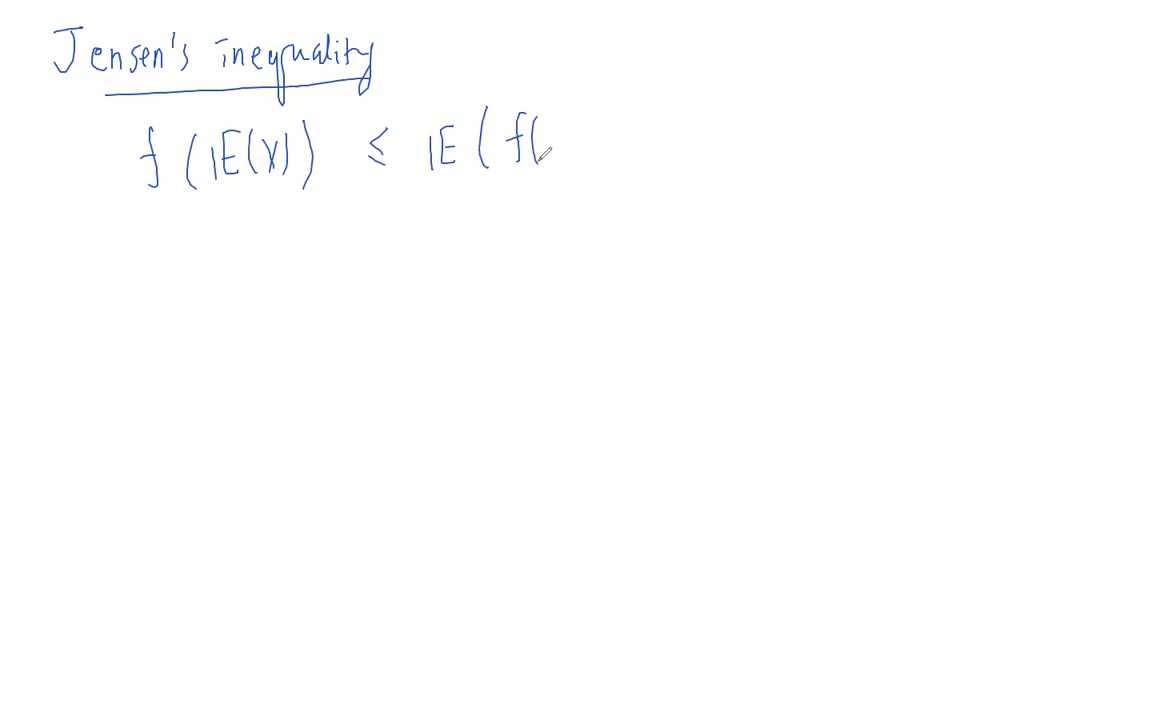 Jensen's inequality
f(𝔼(X)) ≤ 𝔼(f(